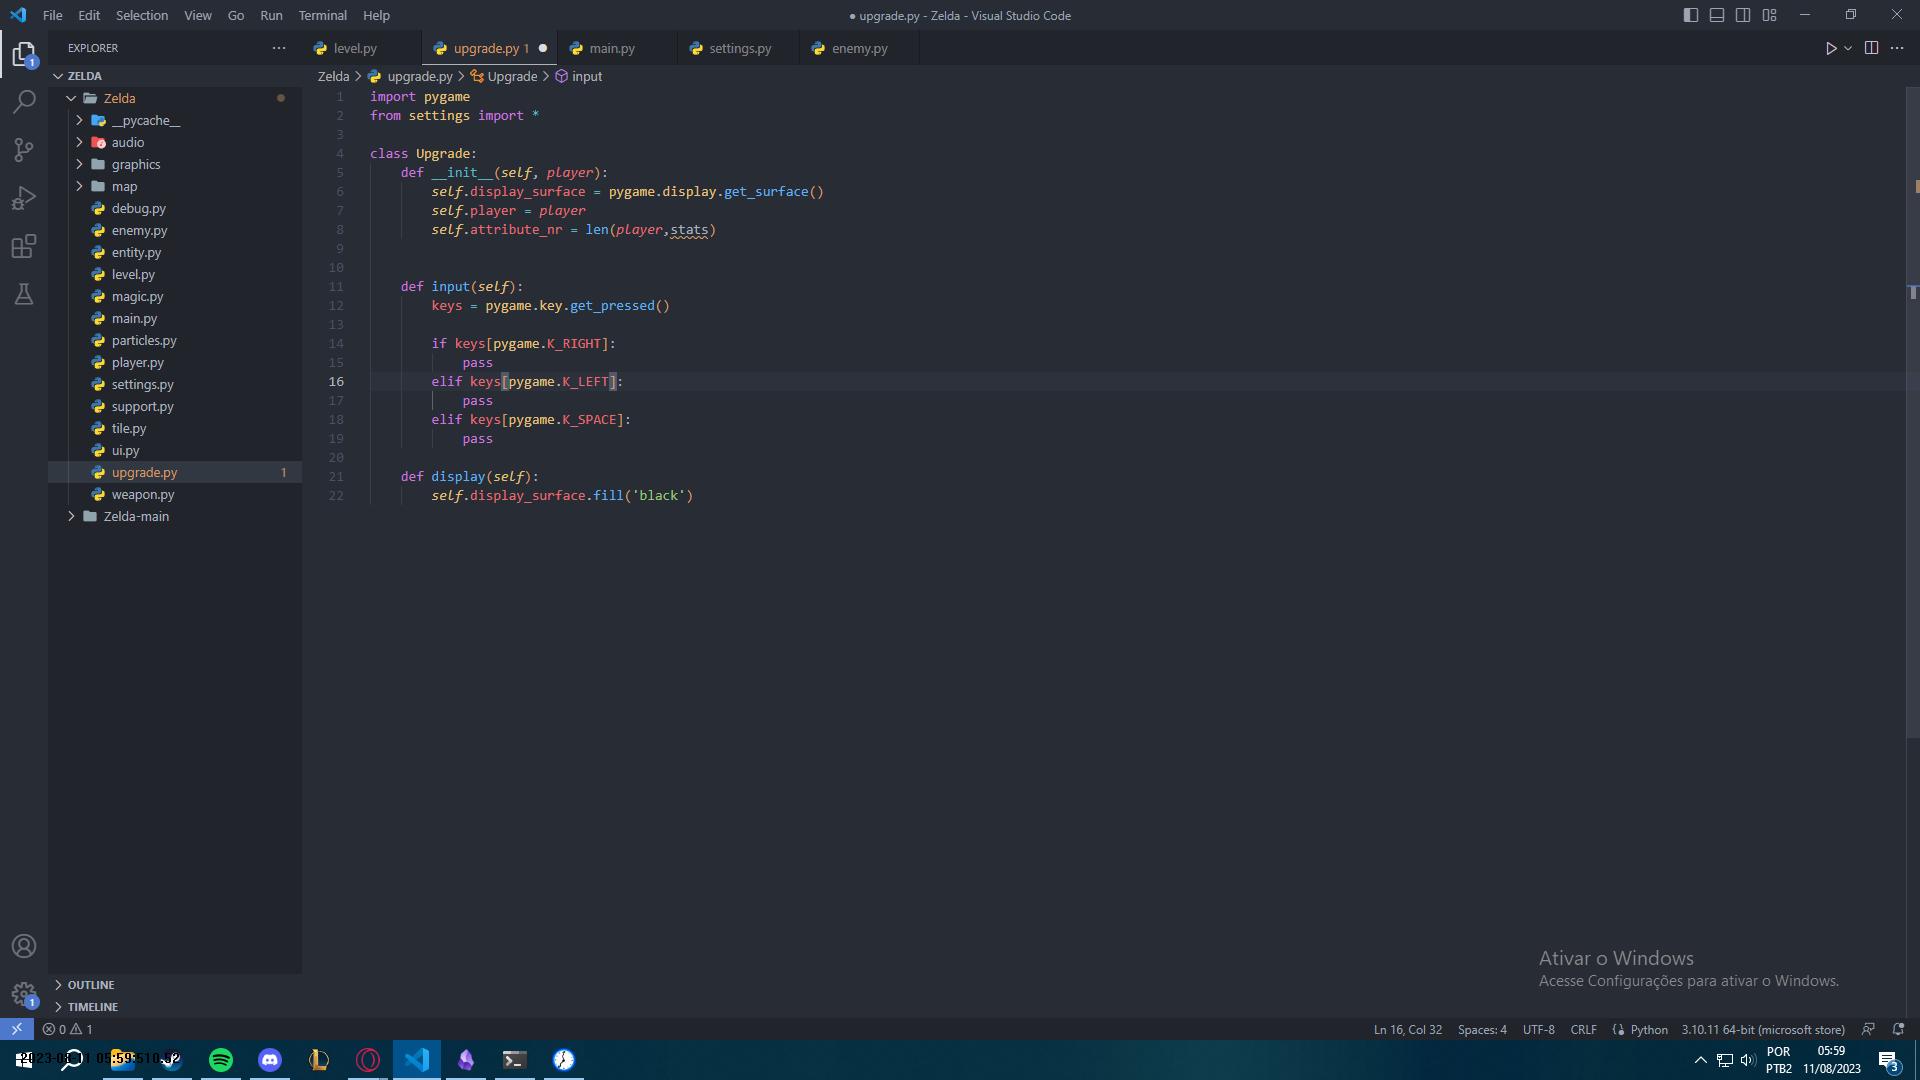 File Edit Selection View Go Run Terminal Help
● upgrade.py - Zelda - Visual Studio Code
EXPLORER
level.py
upgrade.py 1
main.py
settings.py
enemy.py
ZELDA
Zelda > upgrade.py > Upgrade > input
Zelda
__pycache__
audio
graphics
map
debug.py
enemy.py
entity.py
level.py
magic.py
main.py
particles.py
player.py
settings.py
support.py
tile.py
ui.py
upgrade.py 1
weapon.py
Zelda-main
OUTLINE
TIMELINE
1 import pygame
2 from settings import *
3
4 class Upgrade:
5 def __init__(self, player):
6 self.display_surface = pygame.display.get_surface()
7 self.player = player
8 self.attribute_nr = len(player,stats)
9
10
11 def input(self):
12 keys = pygame.key.get_pressed()
13
14 if keys[pygame.K_RIGHT]:
15 pass
16 elif keys[pygame.K_LEFT]:
17 pass
18 elif keys[pygame.K_SPACE]:
19 pass
20
21 def display(self):
22 self.display_surface.fill('black')
1
1
Ativar o Windows
Acesse Configurações para ativar o Windows.
0 1
Ln 16, Col 32 Spaces: 4 UTF-8 CRLF Python 3.10.11 64-bit (microsoft store)
POR
PTB2
05:59
11/08/2023
3